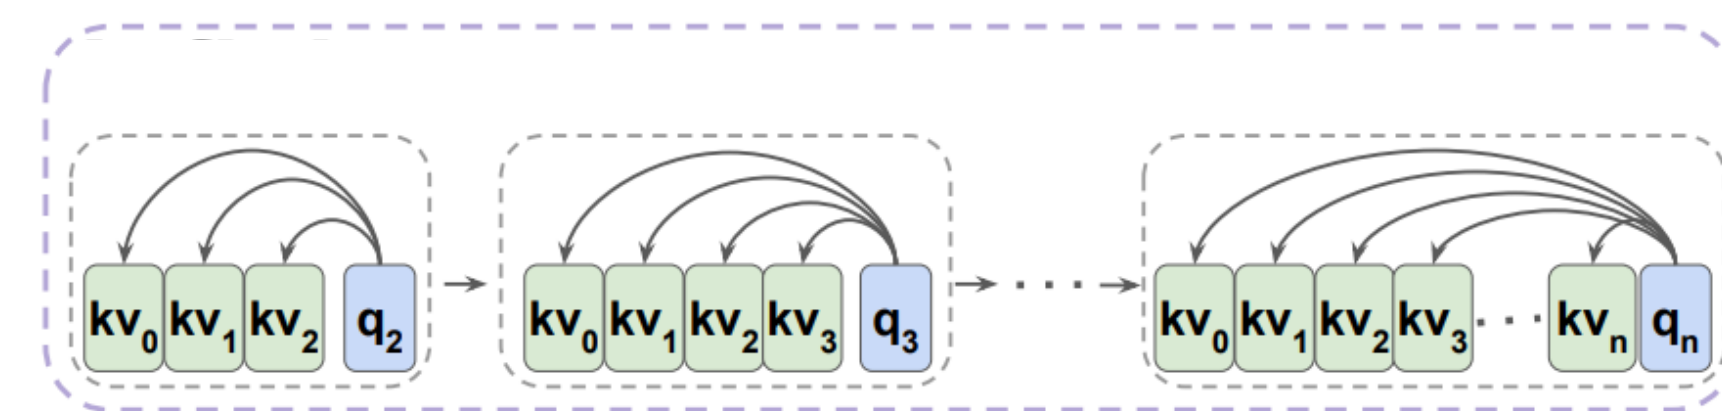 kv₀ kv₁ kv₂ q₂ kv₀ kv₁ kv₂ kv₃ q₃ . . . . kv₀ kv₁ kv₂ kv₃ . . . . kvₙ qₙ